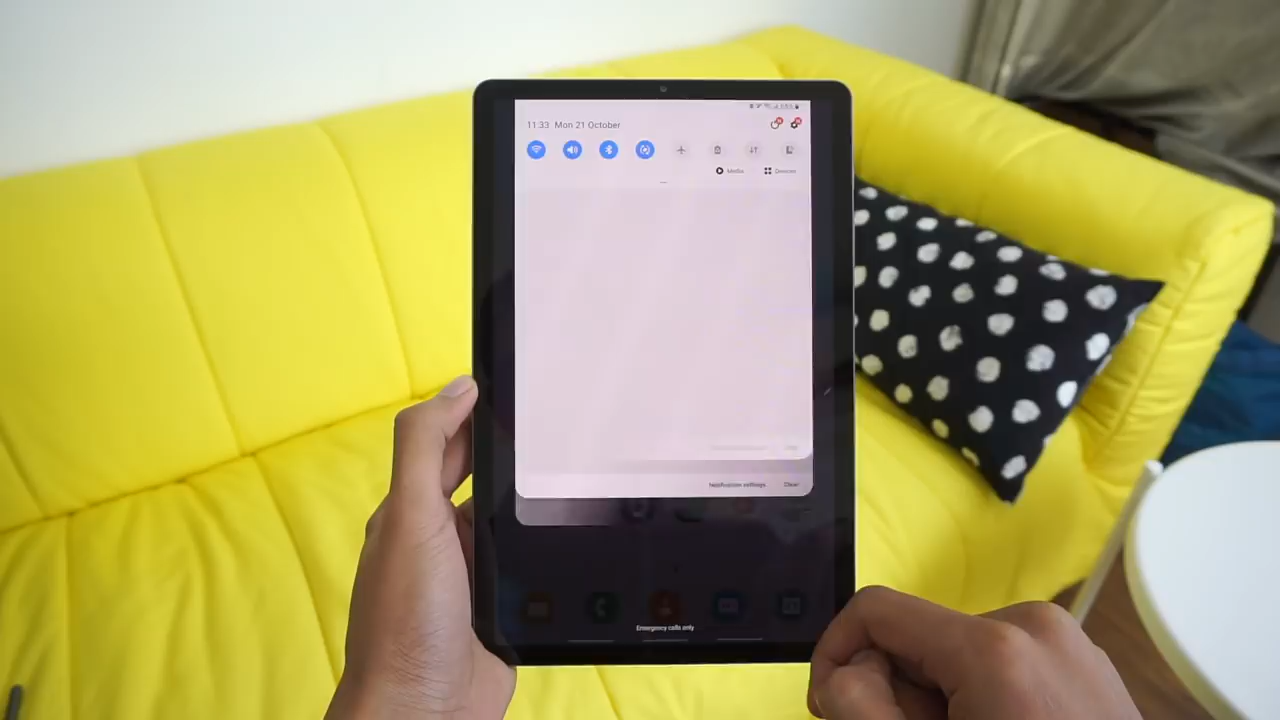 11:33 Mon 21 October
Media Devices
Notification settings Clear
Emergency calls only